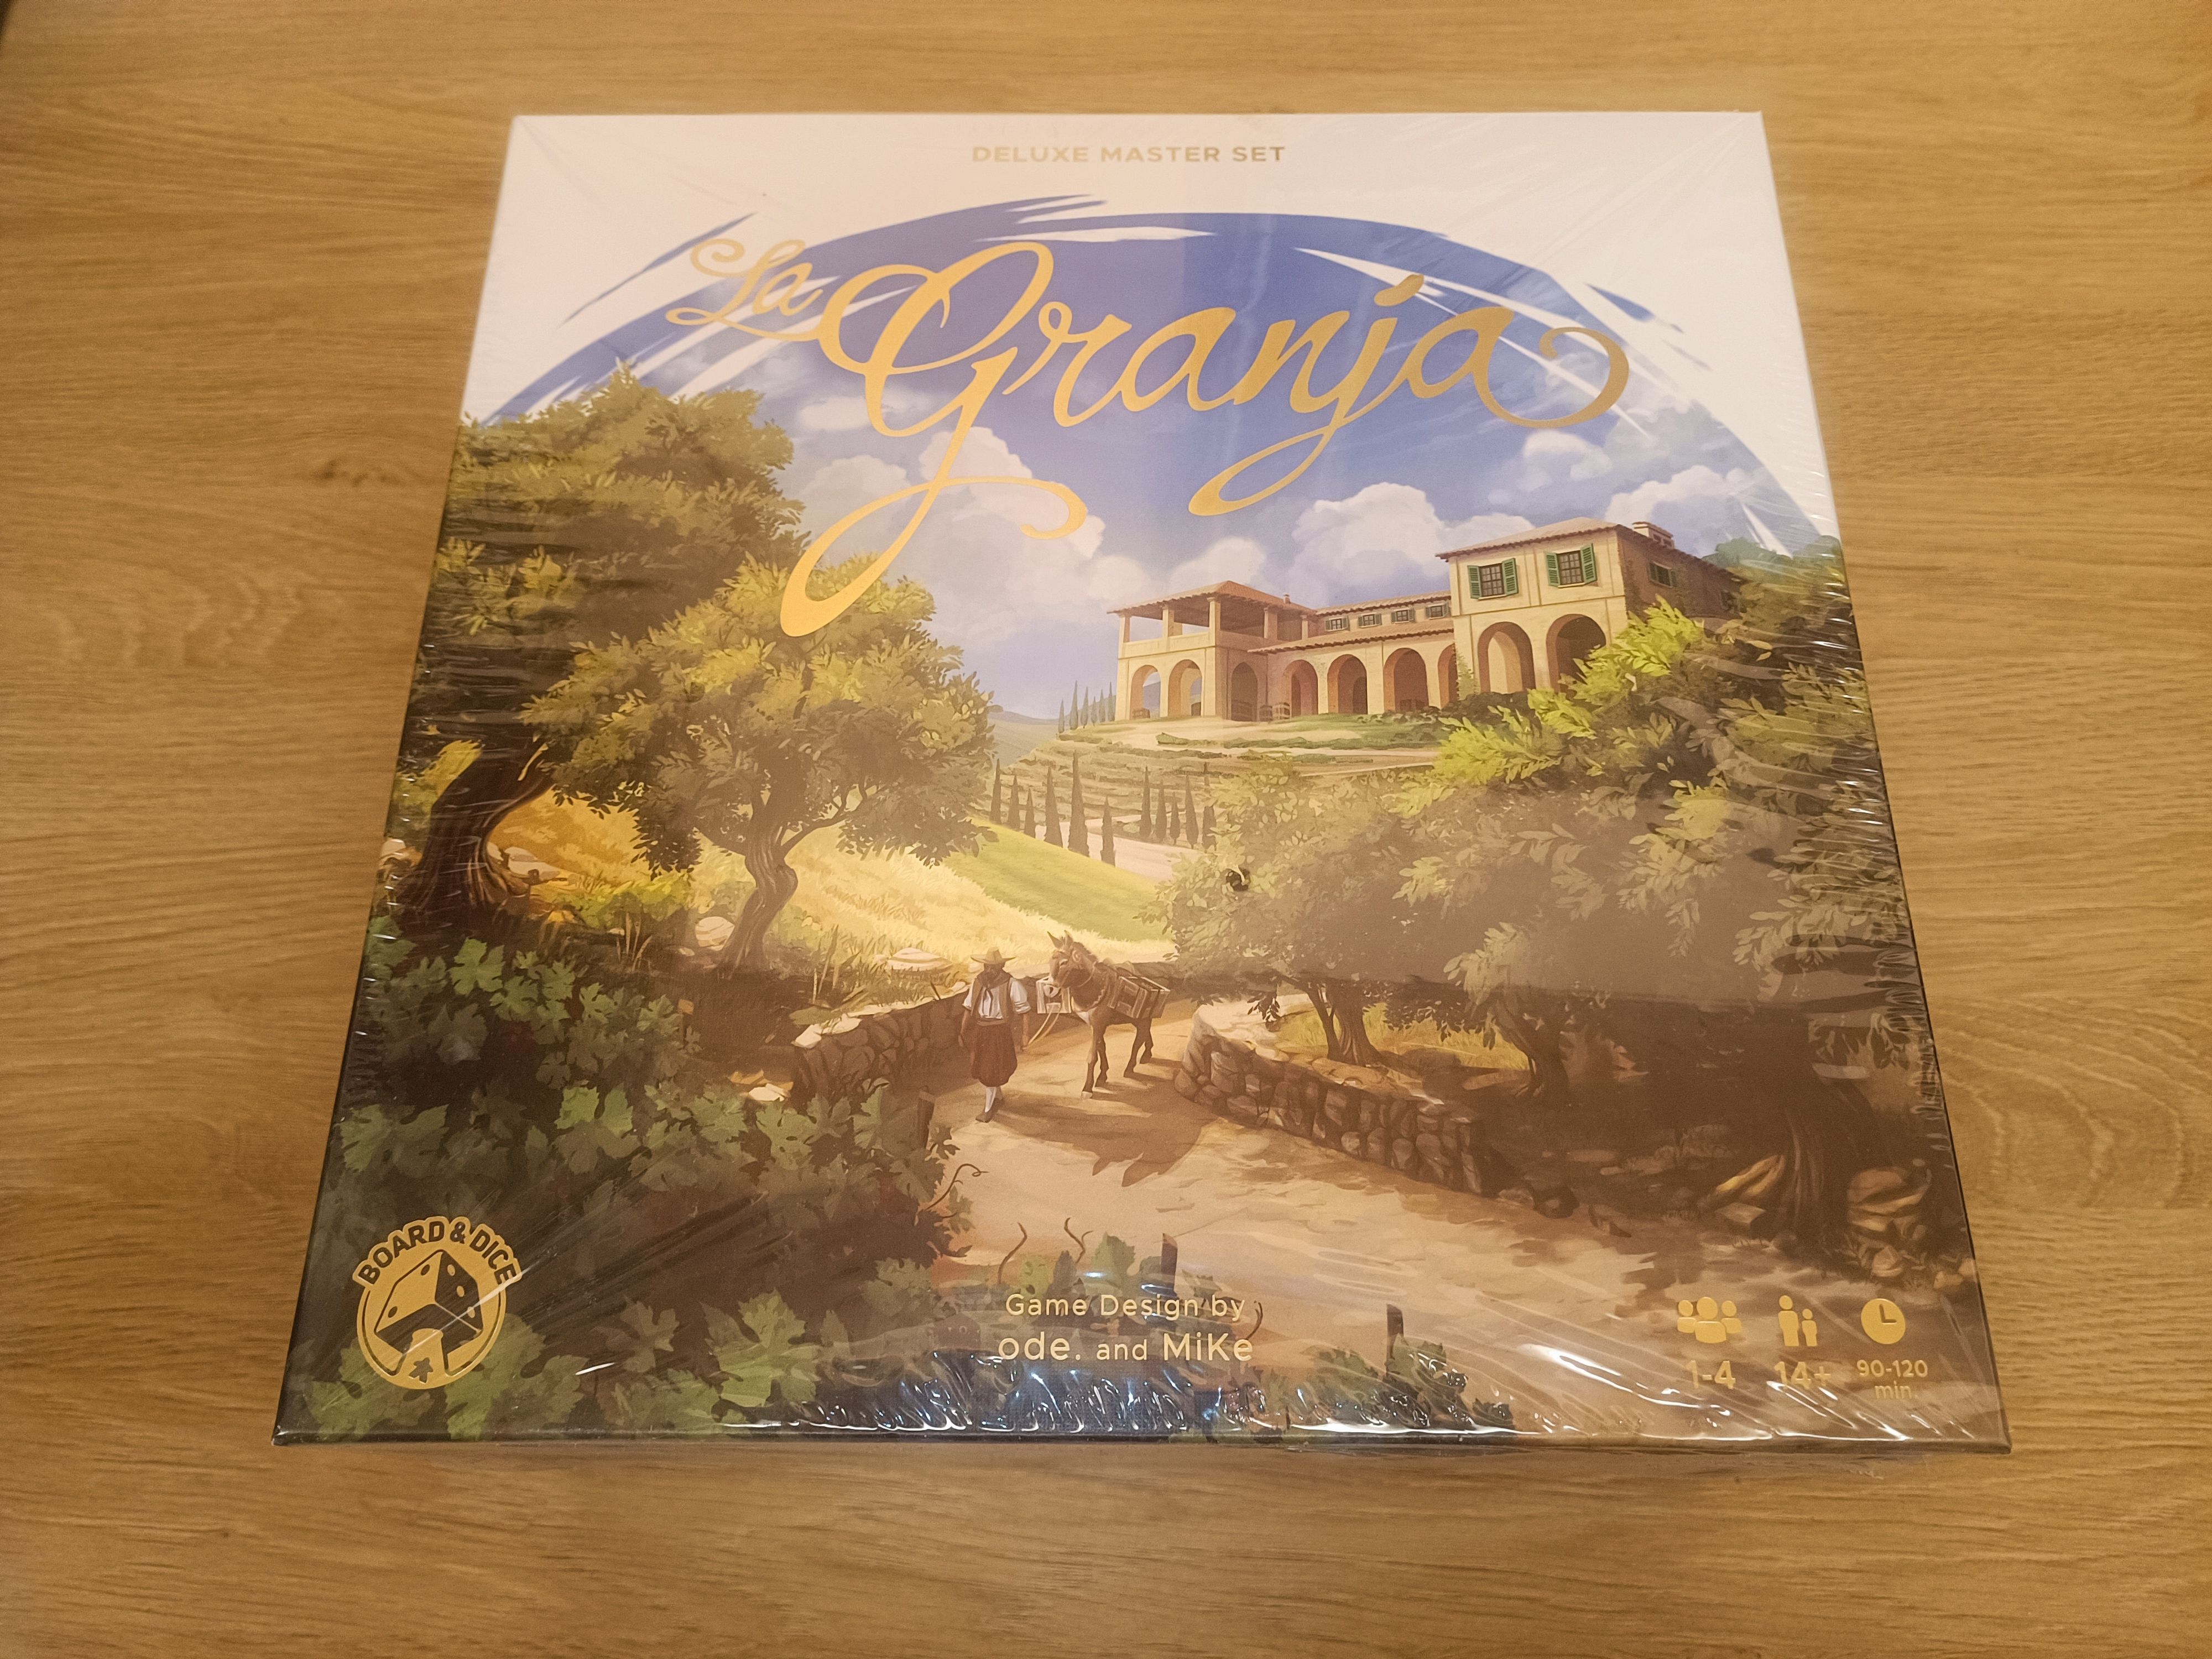 DELUXE MASTER SET
La Granja
BOARD & DICE
Game Design by
ode. and MiKe
1-4
14+
90-120
min.